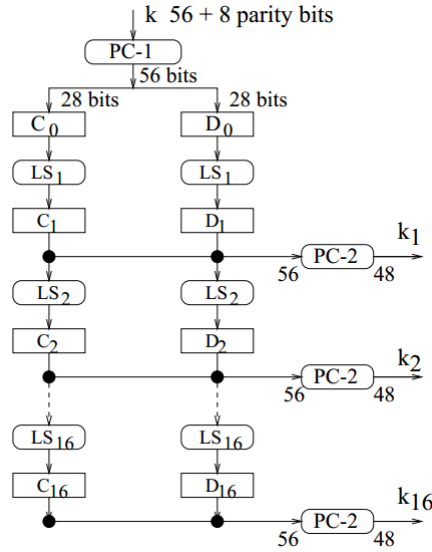 k 56 + 8 parity bits
PC-1
56 bits
28 bits 28 bits
C0 D0
LS1 LS1
C1 D1
k1
56 PC-2 48
LS2 LS2
C2 D2
k2
56 PC-2 48
LS16 LS16
C16 D16
k16
56 PC-2 48